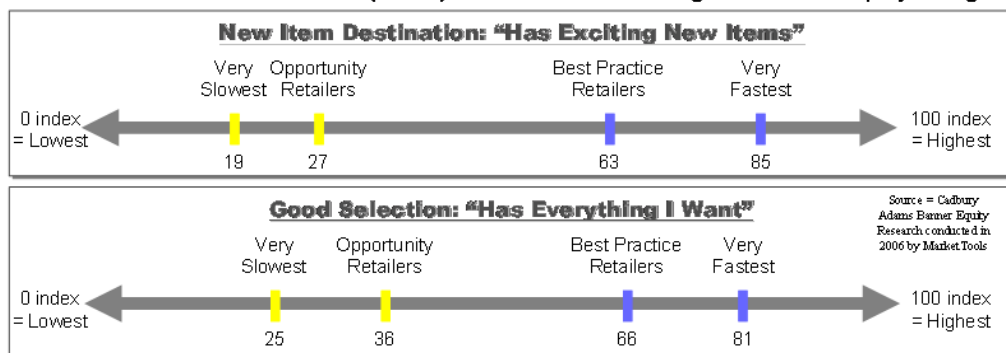 New Item Destination: “Has Exciting New Items”
Very
Slowest
Opportunity
Retailers
Best Practice
Retailers
Very
Fastest
0 index
= Lowest
100 index
= Highest
19
27
63
85
Good Selection: “Has Everything I Want”
Source = Cadbury
Adams Banner Equity
Research conducted in
2006 by MarketTools
Very
Slowest
Opportunity
Retailers
Best Practice
Retailers
Very
Fastest
0 index
= Lowest
100 index
= Highest
25
36
66
81